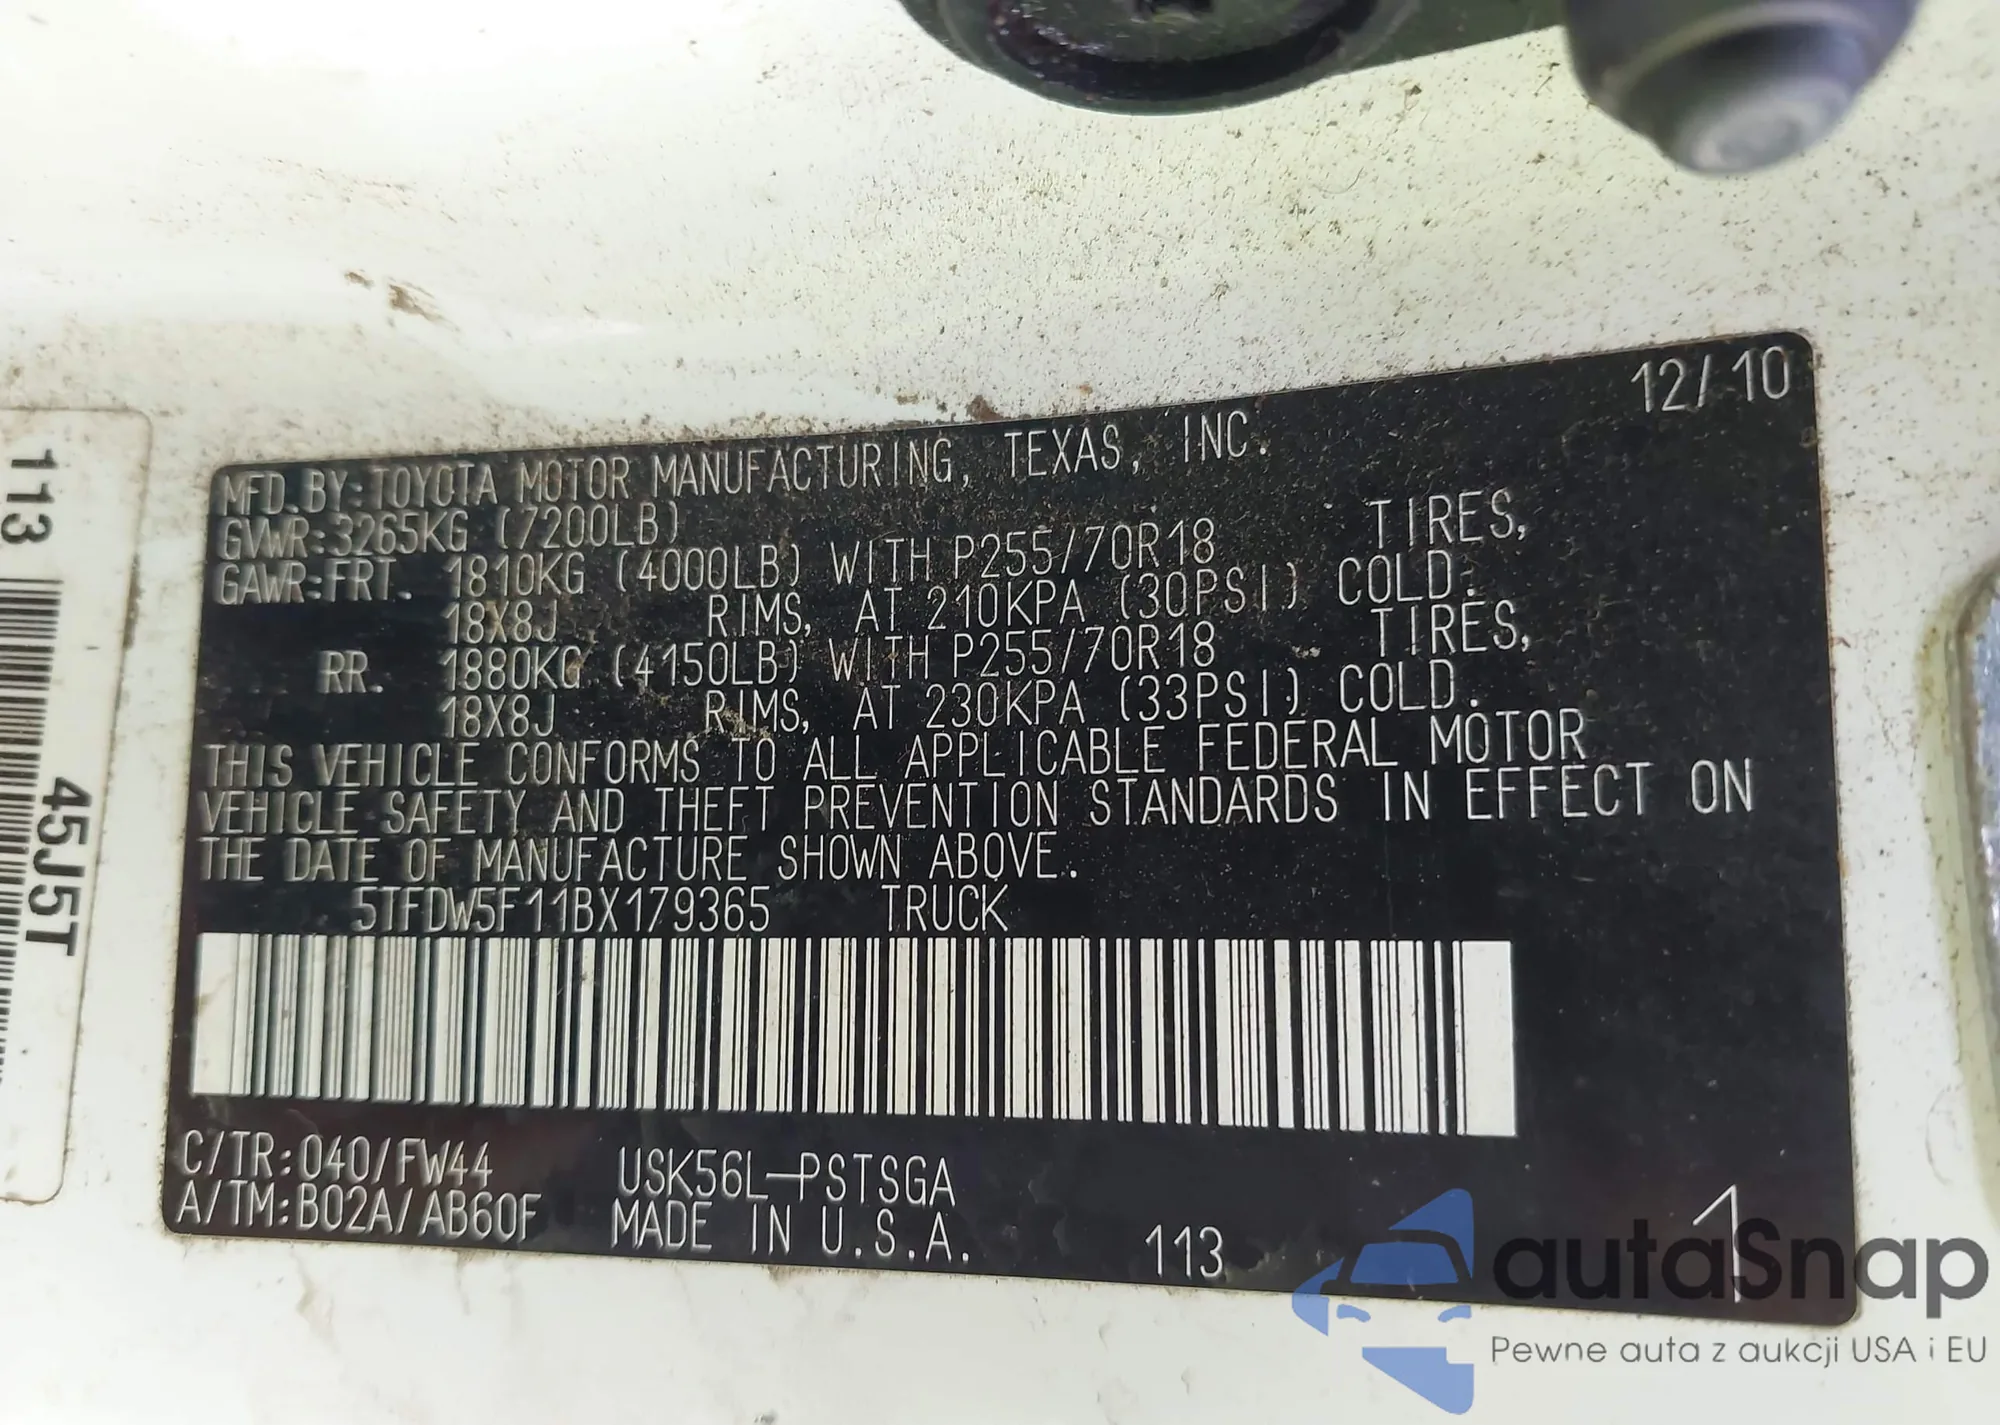 12/10
MFD.BY:TOYOTA MOTOR MANUFACTURING, TEXAS, INC.
GVWR:3265KG (7200LB)
GAWR:FRT. 1810KG (4000LB) WITH P255/70R18 TIRES,
18X8J RIMS, AT 210KPA (30PSI) COLD.
RR. 1880KG (4150LB) WITH P255/70R18 TIRES,
18X8J RIMS, AT 230KPA (33PSI) COLD.
THIS VEHICLE CONFORMS TO ALL APPLICABLE FEDERAL MOTOR
VEHICLE SAFETY AND THEFT PREVENTION STANDARDS IN EFFECT ON
THE DATE OF MANUFACTURE SHOWN ABOVE.
5TFDW5F11BX179365 TRUCK
C/TR:040/FW44 USK56L-PSTSGA
A/TM:B02A/AB60F MADE IN U.S.A. 113 1
113
45J5T
autaSnap
Pewne auta z aukcji USA i EU